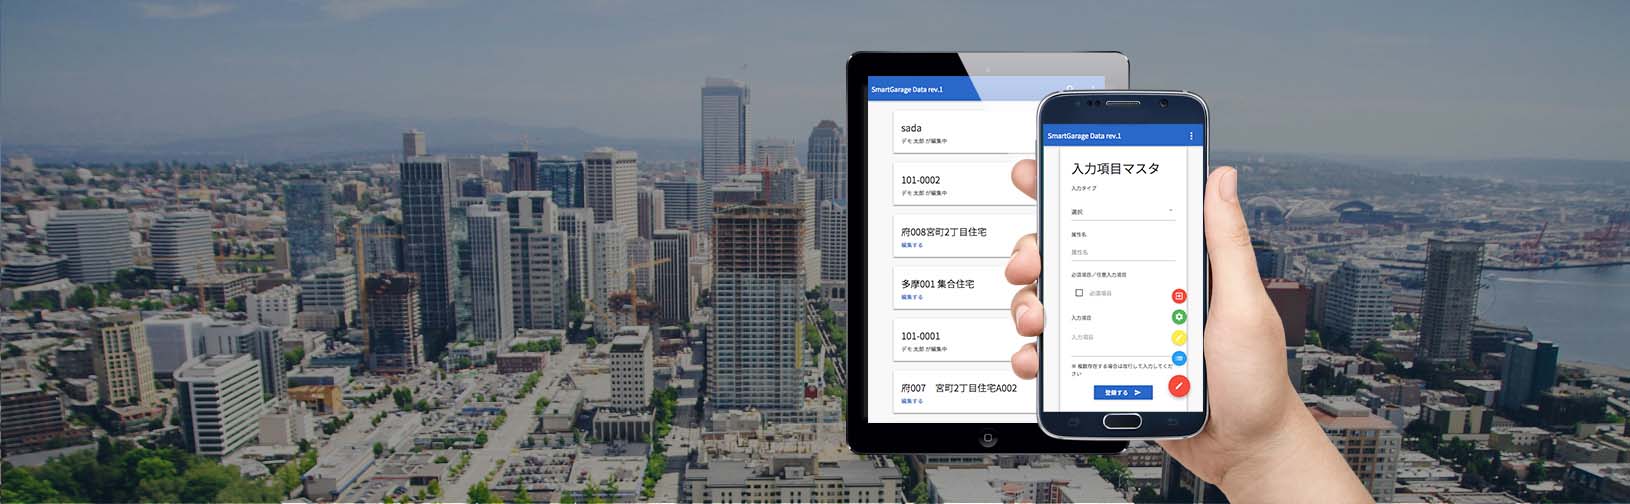 SmartGarage Data rev.1
sada
デモ 太郎 が編集中
101-0002
デモ 太郎 が編集中
府008宮町2丁目住宅
編集する
多摩001 集合住宅
編集する
101-0001
デモ 太郎 が編集中
府007　宮町2丁目住宅A002
編集する
SmartGarage Data rev.1
入力項目マスタ
入力タイプ
選択
属性名
属性名
必須項目／任意入力項目
必須項目
入力項目
入力項目
※ 複数存在する場合は改行して入力してくだ
さい
登録する